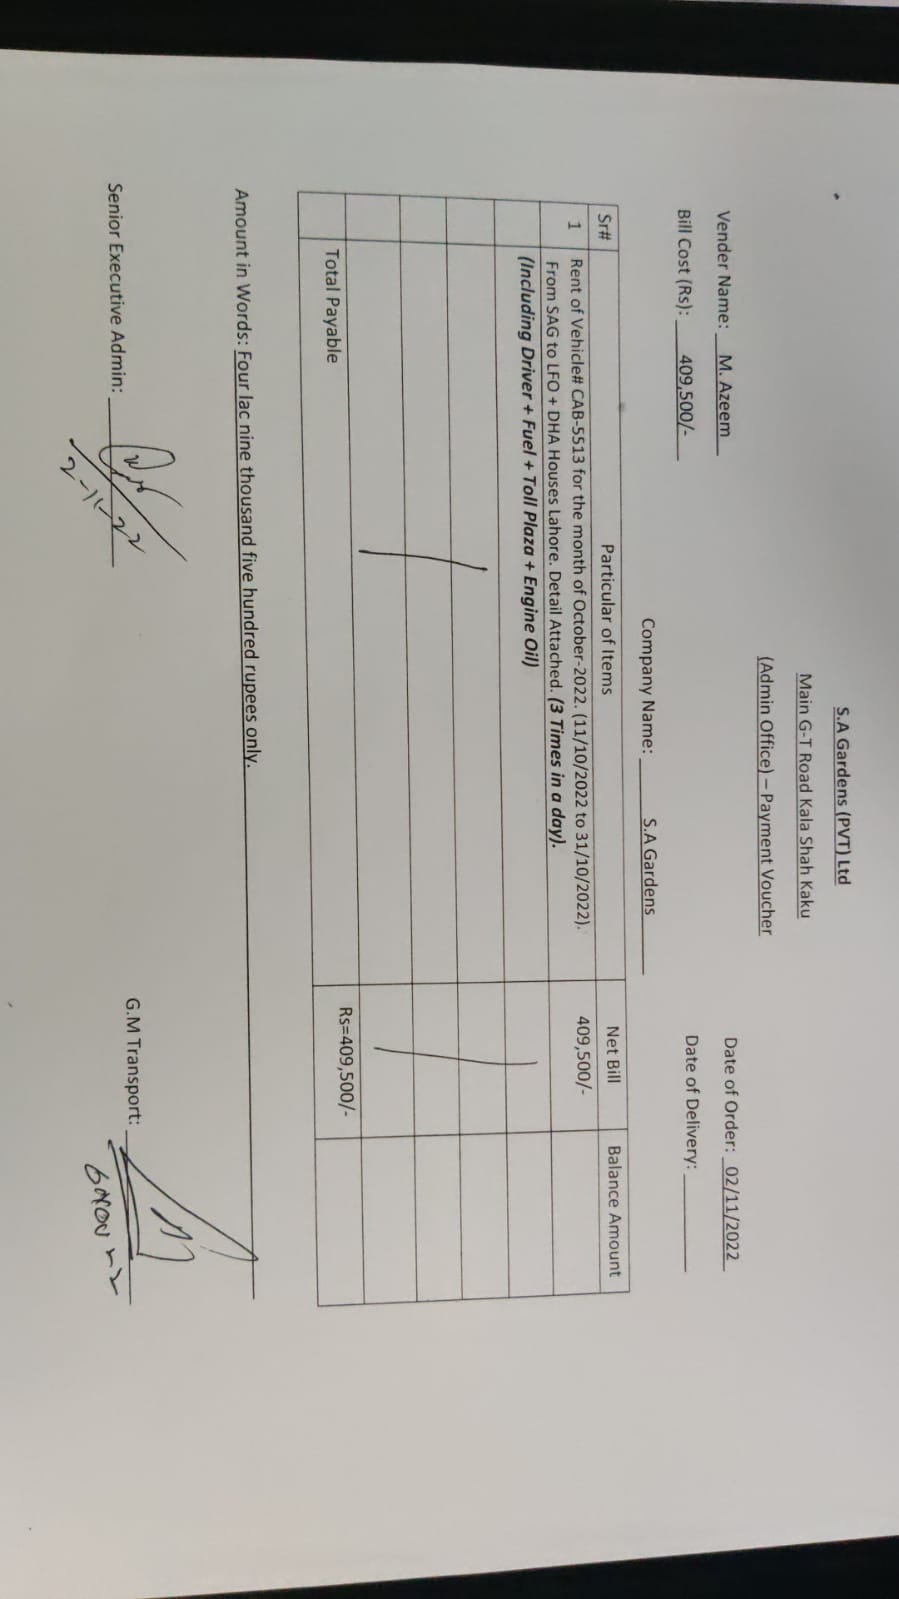 S.A Gardens (PVT) Ltd
Main G-T Road Kala Shah Kaku
(Admin Office) – Payment Voucher
Vender Name: M. Azeem
Date of Order: 02/11/2022
Bill Cost (Rs): 409,500/-
Date of Delivery:
Company Name: S.A Gardens
Sr# Particular of Items Net Bill Balance Amount
1 Rent of Vehicle# CAB-5513 for the month of October-2022. (11/10/2022 to 31/10/2022). 409,500/-
From SAG to LFO + DHA Houses Lahore. Detail Attached. (3 Times in a day).
(Including Driver + Fuel + Toll Plaza + Engine Oil)
Total Payable Rs=409,500/-
Amount in Words: Four lac nine thousand five hundred rupees only.
Senior Executive Admin:
2-11-22
G.M Transport: